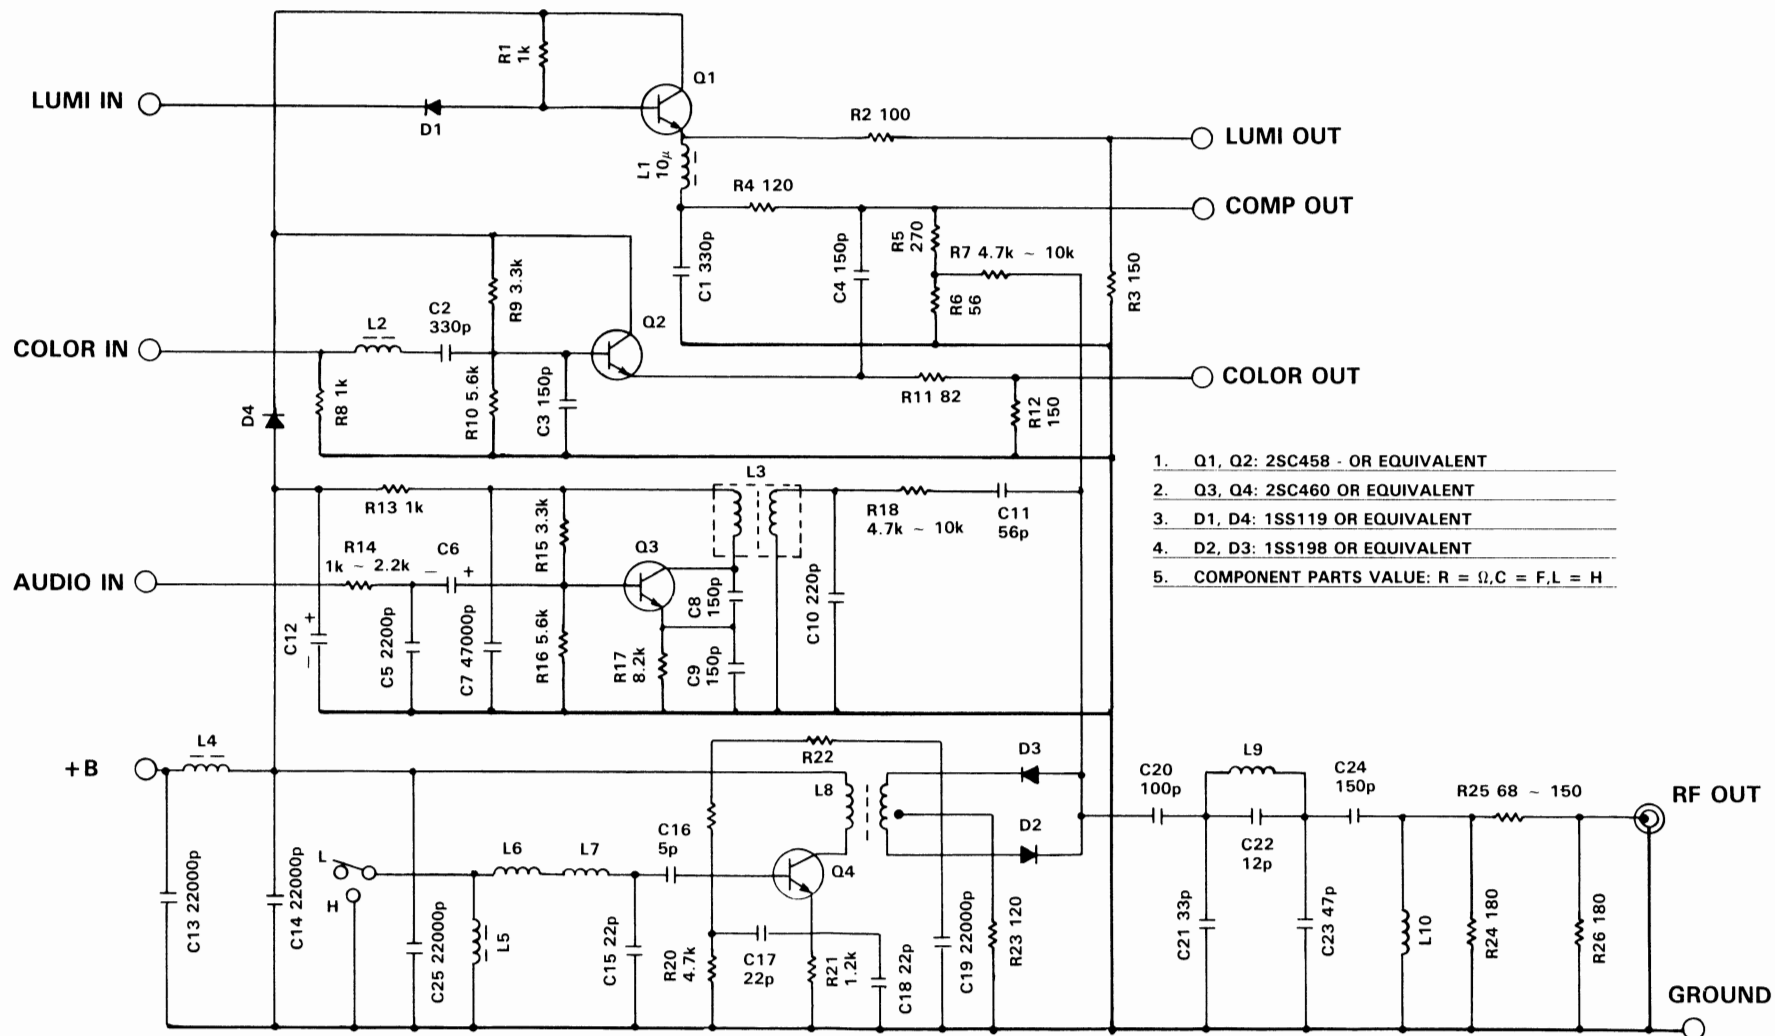 R1
1k
Q1
LUMI IN
D1
R2 100
LUMI OUT
L1
10μ
R4 120
COMP OUT
C1 330p
C4 150p
R5
270
R7 4.7k ~ 10k
R6
56
R3 150
R9 3.3k
C2
330p
L2
Q2
COLOR IN
R8 1k
R10 5.6k
C3 150p
R11 82
R12
150
COLOR OUT
D4
L3
R13 1k
R18
4.7k ~ 10k
C11
56p
1. Q1, Q2: 2SC458 - OR EQUIVALENT
2. Q3, Q4: 2SC460 OR EQUIVALENT
3. D1, D4: 1SS119 OR EQUIVALENT
4. D2, D3: 1SS198 OR EQUIVALENT
5. COMPONENT PARTS VALUE: R = Ω,C = F,L = H
R14
1k ~ 2.2k
C6
− +
R15 3.3k
Q3
AUDIO IN
C12
+
−
C5 2200p
C7 47000p
R16 5.6k
R17
8.2k
C8
150p
C9
150p
C10 220p
+B
L4
R22
L8
D3
D2
C20
100p
L9
C24
150p
R25 68 ~ 150
RF OUT
C22
12p
L
H
L6
L7
C16
5p
Q4
C13 22000p
C14 22000p
C25 22000p
L5
C15 22p
R20
4.7k
C17
22p
R21
1.2k
C18 22p
C19 22000p
R23 120
C21 33p
C23 47p
L10
R24 180
R26 180
GROUND